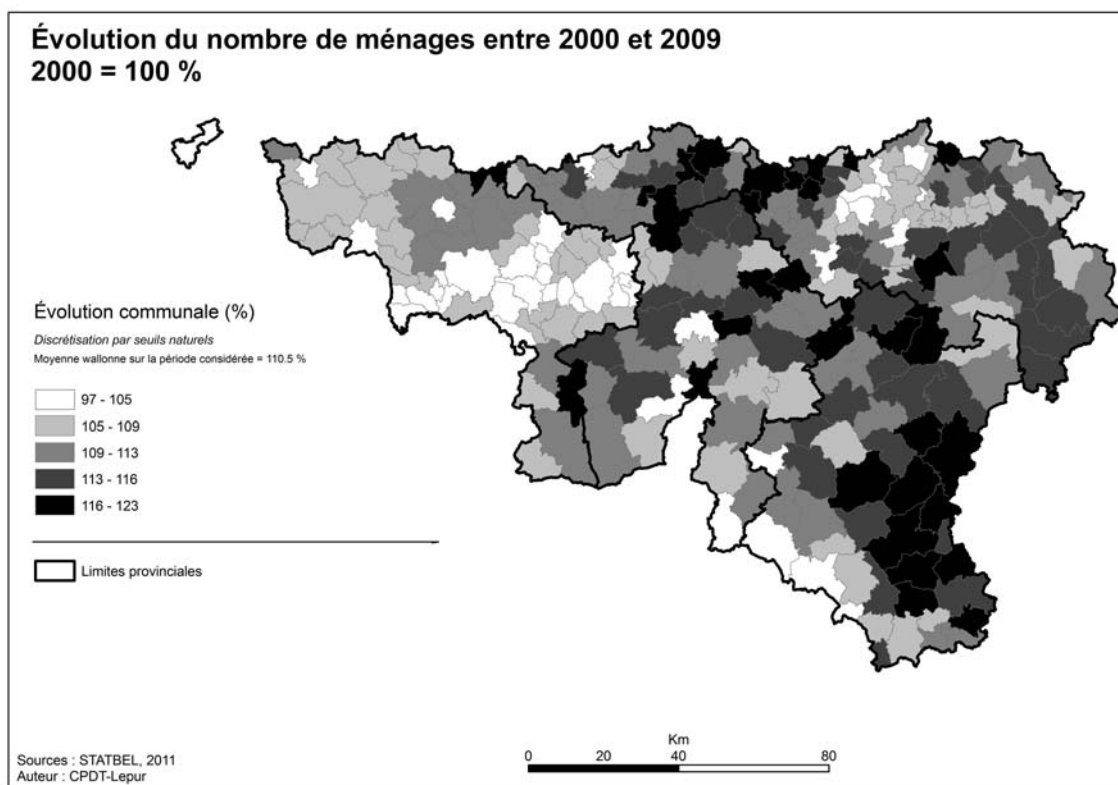 Évolution du nombre de ménages entre 2000 et 2009
2000 = 100 %
Évolution communale (%)
Discrétisation par seuils naturels
Moyenne wallonne sur la période considérée = 110.5 %
97 - 105
105 - 109
109 - 113
113 - 116
116 - 123
Limites provinciales
Km
0 20 40 80
Sources : STATBEL, 2011
Auteur : CPDT-Lepur